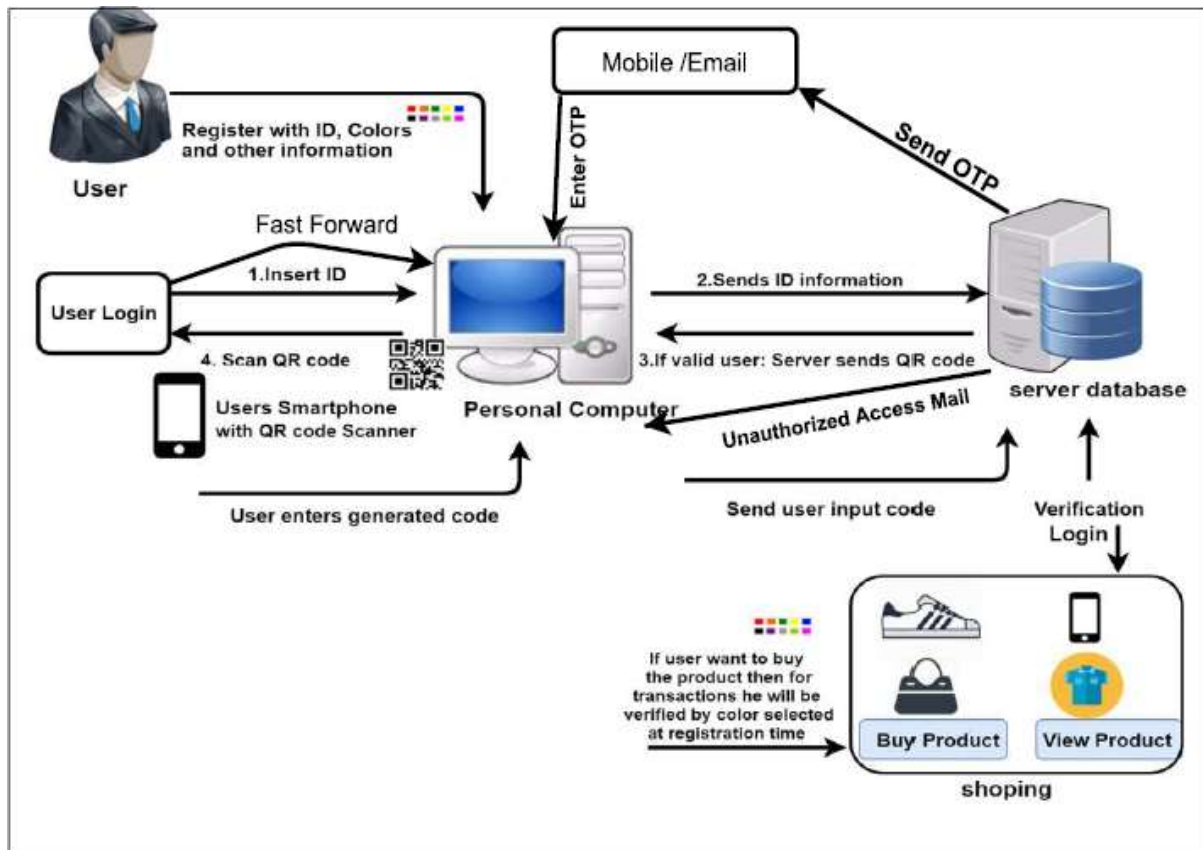 Mobile /Email
Register with ID, Colors
and other information
User
Enter OTP
Send OTP
Fast Forward
1.Insert ID
User Login
2.Sends ID information
4. Scan QR code
3.If valid user: Server sends QR code
Users Smartphone
with QR code Scanner
Personal Computer
server database
Unauthorized Access Mail
User enters generated code
Send user input code
Verification
Login
If user want to buy
the product then for
transactions he will be
verified by color selected
at registration time
Buy Product
View Product
shoping